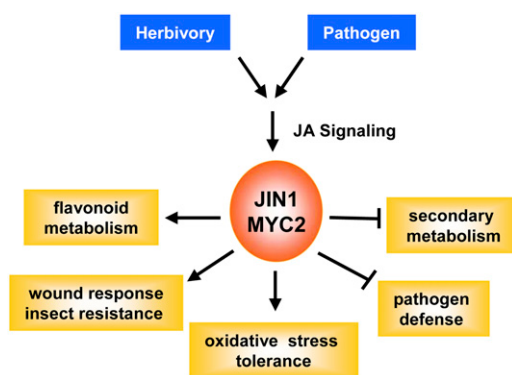 Herbivory
Pathogen
JA Signaling
JIN1
MYC2
flavonoid
metabolism
secondary
metabolism
wound response
insect resistance
pathogen
defense
oxidative stress
tolerance